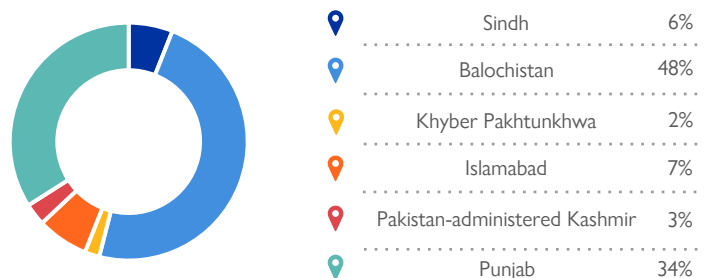 Sindh 6%
Balochistan 48%
Khyber Pakhtunkhwa 2%
Islamabad 7%
Pakistan-administered Kashmir 3%
Punjab 34%